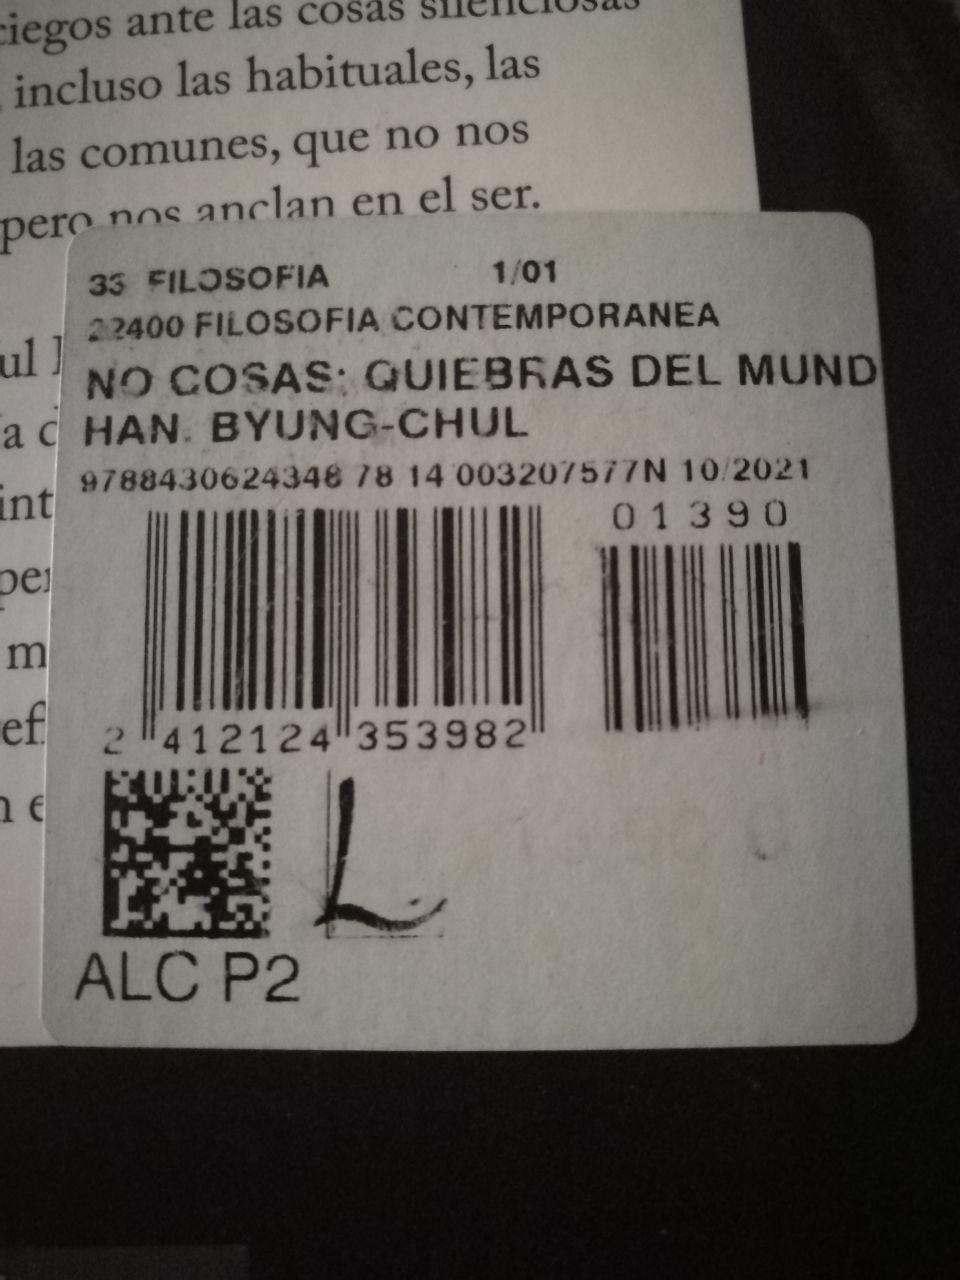 ciegos ante las cosas silenciosas
incluso las habituales, las
las comunes, que no nos
pero nos anclan en el ser.
33 FILOSOFIA 1/01
22400 FILOSOFIA CONTEMPORANEA
NO COSAS: QUIEBRAS DEL MUND
HAN. BYUNG-CHUL
9788430624348 78 14 003207577N 10/2021
01390
2 412124 353982
L
ALC P2